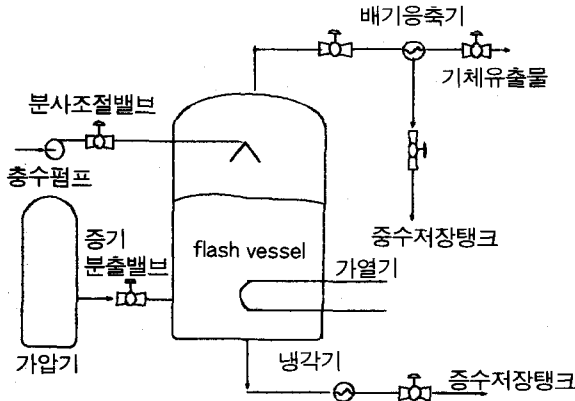 배기응축기
기체유출물
분사조절밸브
충수펌프
중수저장탱크
증기
분출밸브
flash vessel
가열기
가압기
냉각기
증수저장탱크